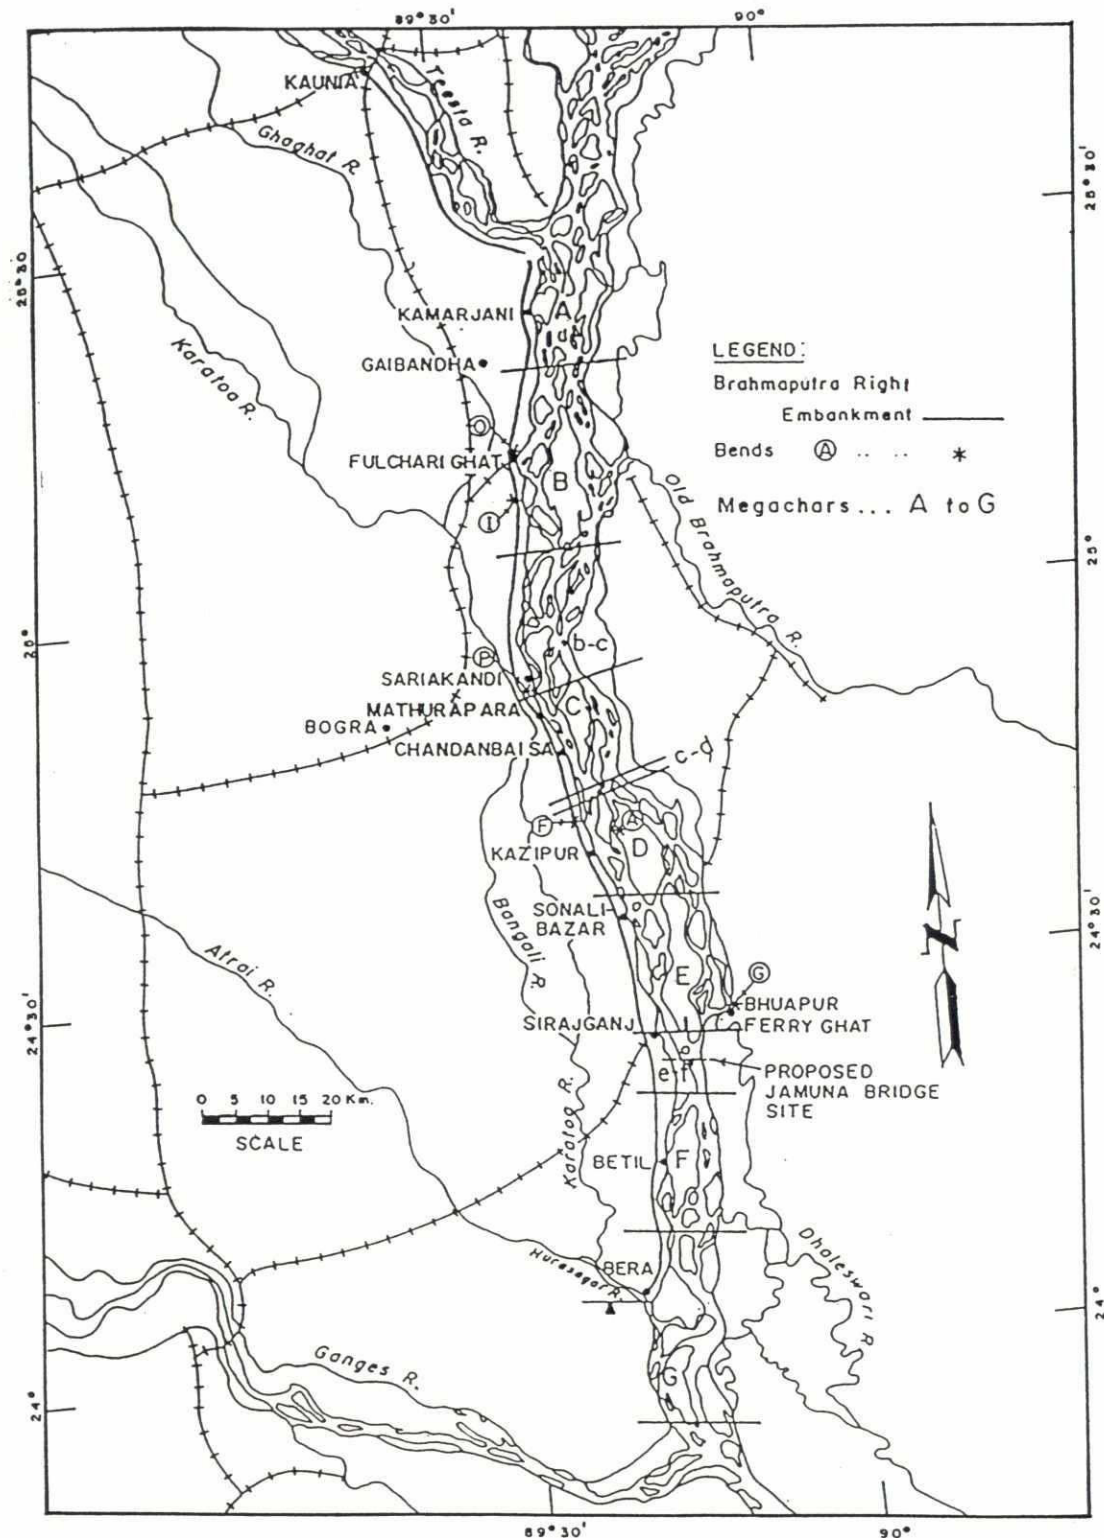 89°30'
90°
KAUNIA
Teesta R.
Ghaghat R.
25°30'
25°30
KAMARJANI
A
GAIBANDHA
Karatoa R.
LEGEND:
Brahmaputra Right
Embankment
Bends Ⓐ .. .. *
Megachars... A to G
O
FULCHARI GHAT
B
I
Old Brahmaputra R.
25°
25°
b-c
P
SARIAKANDI
MATHURAPARA
C
BOGRA
CHANDANBAISA
c-d
F
A
D
KAZIPUR
SONALI-
BAZAR
24°30'
Bangali R.
Atrai R.
E
G
BHUAPUR
FERRY GHAT
SIRAJGANJ
24°30'
e-f
PROPOSED
JAMUNA BRIDGE
SITE
0 5 10 15 20 Km.
SCALE
Karatoa R.
BETIL
F
Dhaleswari R
BERA
Hurasagar R.
24°
Ganges R.
G
24°
89°30'
90°